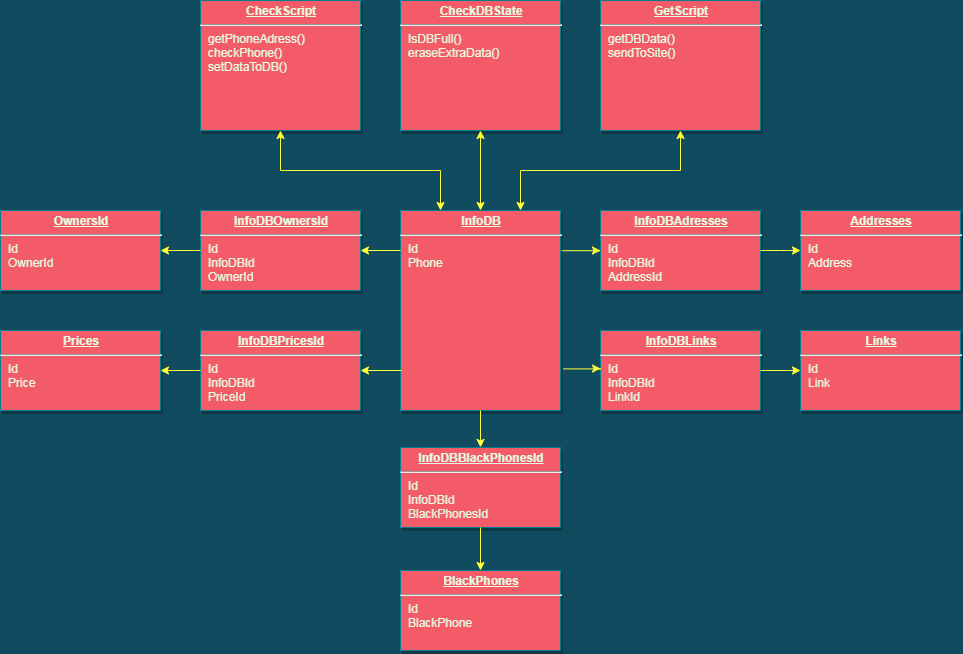 CheckScript
getPhoneAdress()
checkPhone()
setDataToDB()
CheckDBState
IsDBFull()
eraseExtraData()
GetScript
getDBData()
sendToSite()
OwnersId
Id
OwnerId
InfoDBOwnersId
Id
InfoDBId
OwnerId
InfoDB
Id
Phone
InfoDBAdresses
Id
InfoDBId
AddressId
Addresses
Id
Address
Prices
Id
Price
InfoDBPricesId
Id
InfoDBId
PriceId
InfoDBLinks
Id
InfoDBId
LinkId
Links
Id
Link
InfoDBBlackPhonesId
Id
InfoDBId
BlackPhonesId
BlackPhones
Id
BlackPhone